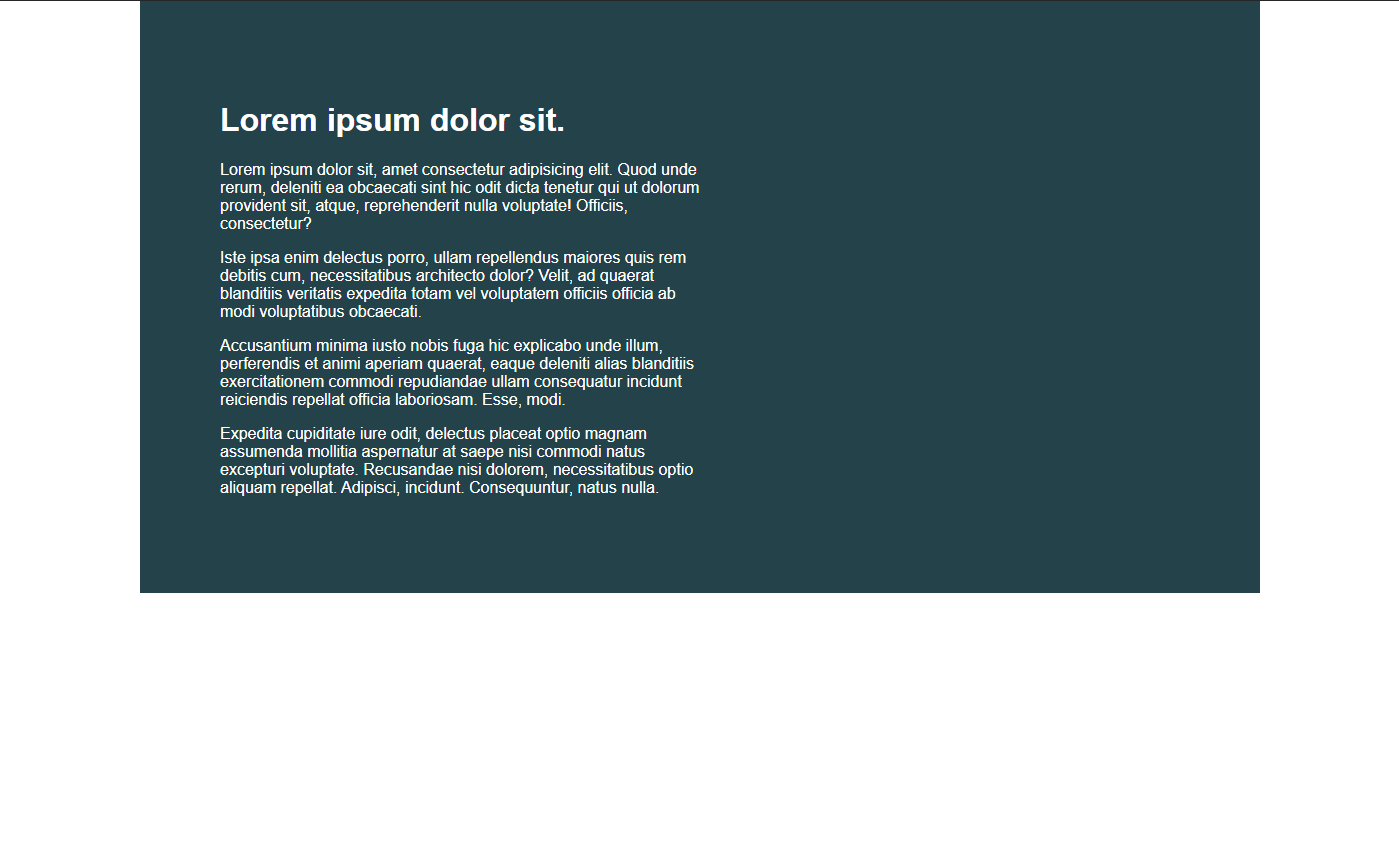 Lorem ipsum dolor sit.
Lorem ipsum dolor sit, amet consectetur adipisicing elit. Quod unde
rerum, deleniti ea obcaecati sint hic odit dicta tenetur qui ut dolorum
provident sit, atque, reprehenderit nulla voluptate! Officiis,
consectetur?
Iste ipsa enim delectus porro, ullam repellendus maiores quis rem
debitis cum, necessitatibus architecto dolor? Velit, ad quaerat
blanditiis veritatis expedita totam vel voluptatem officiis officia ab
modi voluptatibus obcaecati.
Accusantium minima iusto nobis fuga hic explicabo unde illum,
perferendis et animi aperiam quaerat, eaque deleniti alias blanditiis
exercitationem commodi repudiandae ullam consequatur incidunt
reiciendis repellat officia laboriosam. Esse, modi.
Expedita cupiditate iure odit, delectus placeat optio magnam
assumenda mollitia aspernatur at saepe nisi commodi natus
excepturi voluptate. Recusandae nisi dolorem, necessitatibus optio
aliquam repellat. Adipisci, incidunt. Consequuntur, natus nulla.